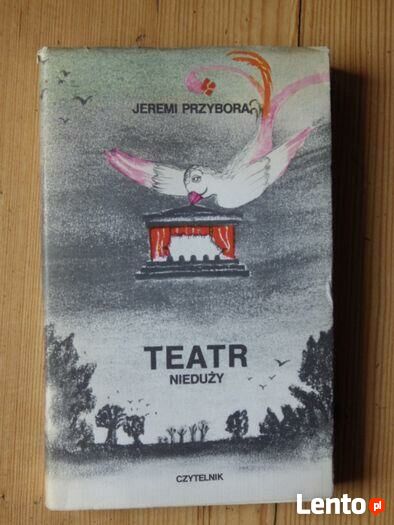 JEREMI PRZYBORA
TEATR
NIEDUŻY
CZYTELNIK
Lento.pl